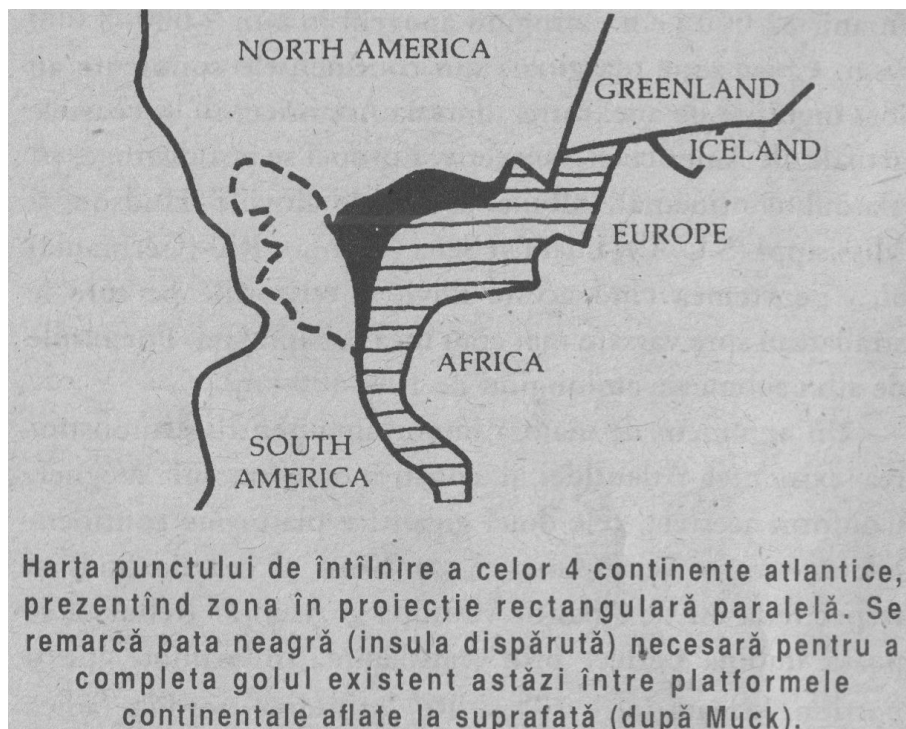 NORTH AMERICA
GREENLAND
ICELAND
EUROPE
AFRICA
SOUTH
AMERICA
Harta punctului de întîlnire a celor 4 continente atlantice,
prezentînd zona în proiecție rectangulară paralelă. Se
remarcă pata neagră (insula dispărută) necesară pentru a
completa golul existent astăzi între platformele
continentale aflate la suprafață (după Muck).